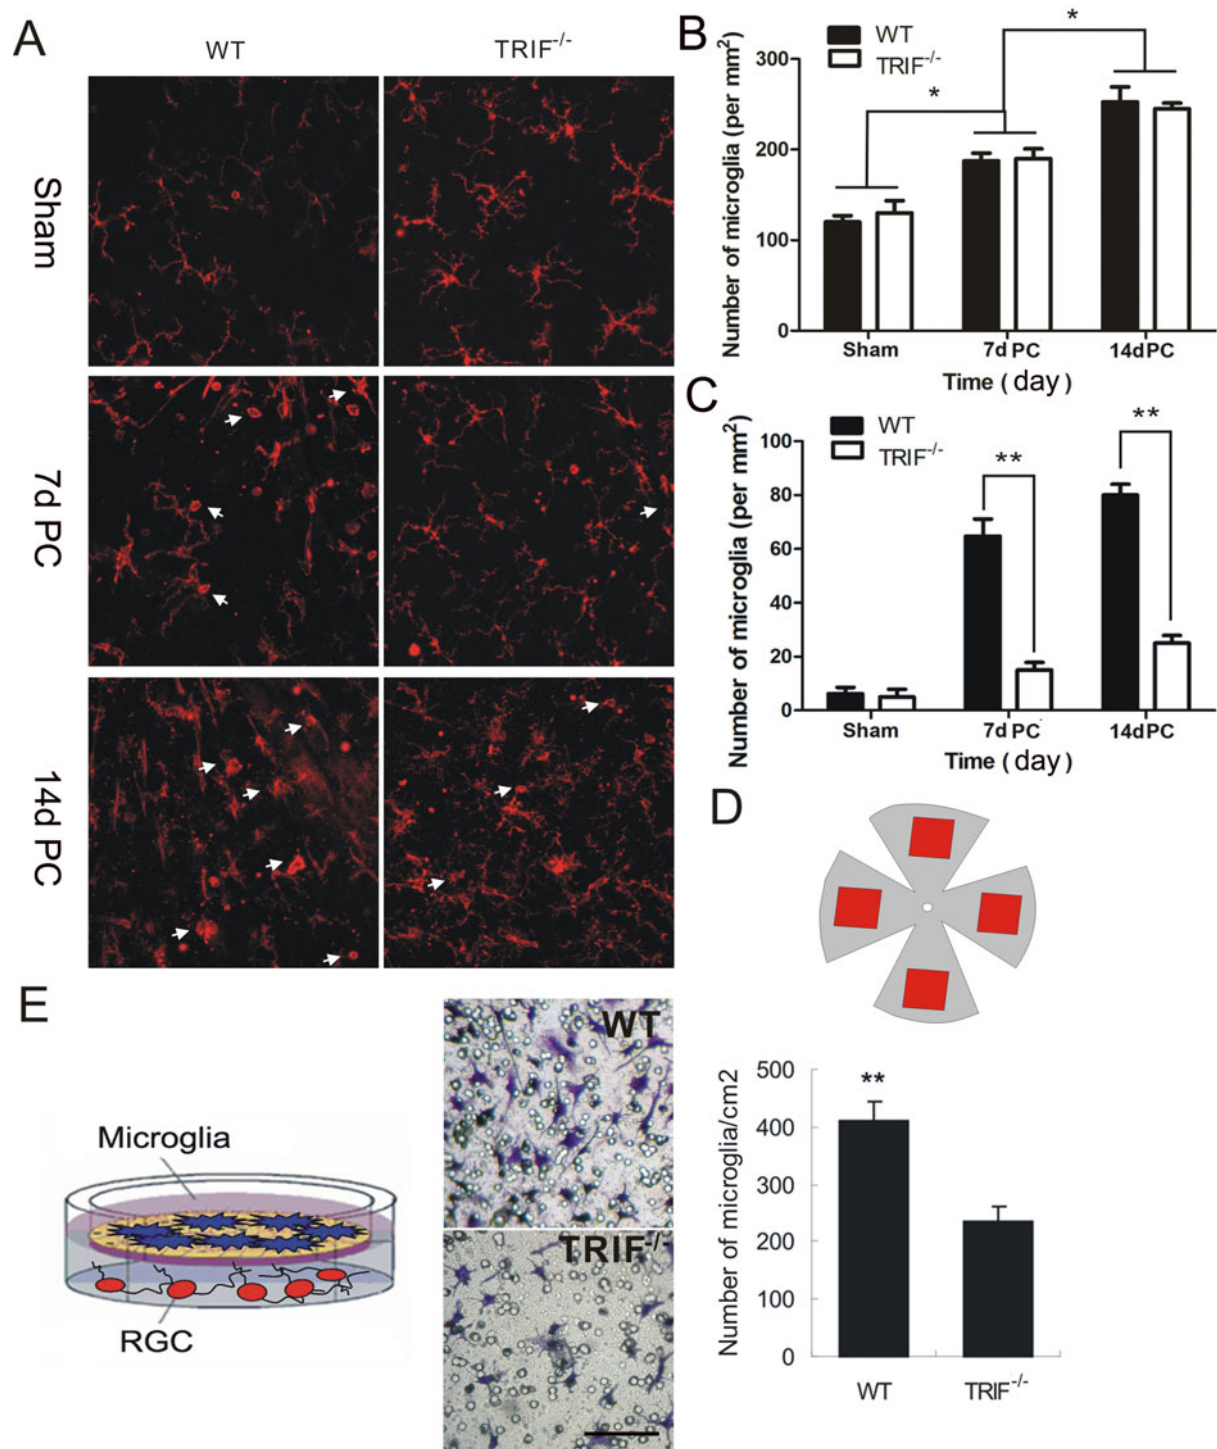 A
WT
TRIF-/-
Sham
7d PC
14d PC
B
WT
TRIF-/-
*
*
Number of microglia (per mm2)
300
200
100
0
Sham
7d PC
14d PC
Time ( day )
C
WT
TRIF-/-
**
**
Number of microglia (per mm2)
100
80
60
40
20
0
Sham
7d PC
14d PC
Time ( day )
D
E
Microglia
RGC
WT
TRIF-/-
Number of microglia/cm2
500
400
300
200
100
0
**
WT
TRIF-/-